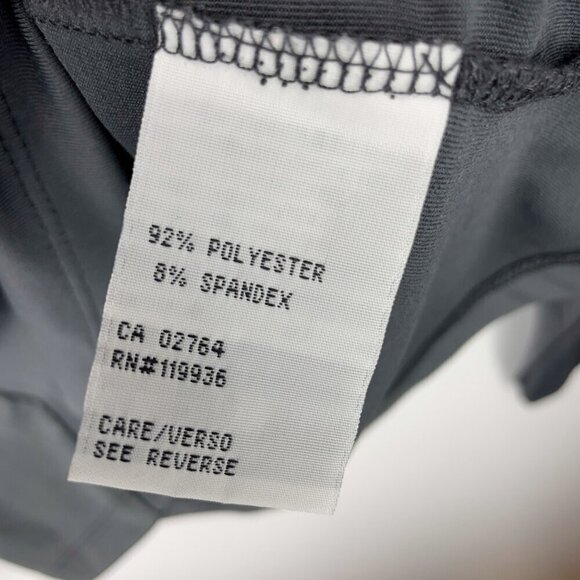 92% POLYESTER
8% SPANDEX
CA 02764
RN#119936
CARE/VERSO
SEE REVERSE